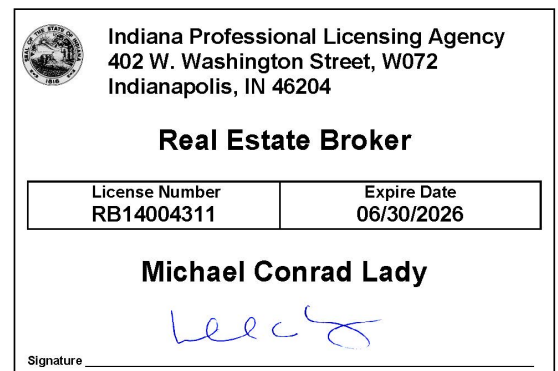 Indiana Professional Licensing Agency
402 W. Washington Street, W072
Indianapolis, IN 46204
Real Estate Broker
License Number
RB14004311
Expire Date
06/30/2026
Michael Conrad Lady
Signature